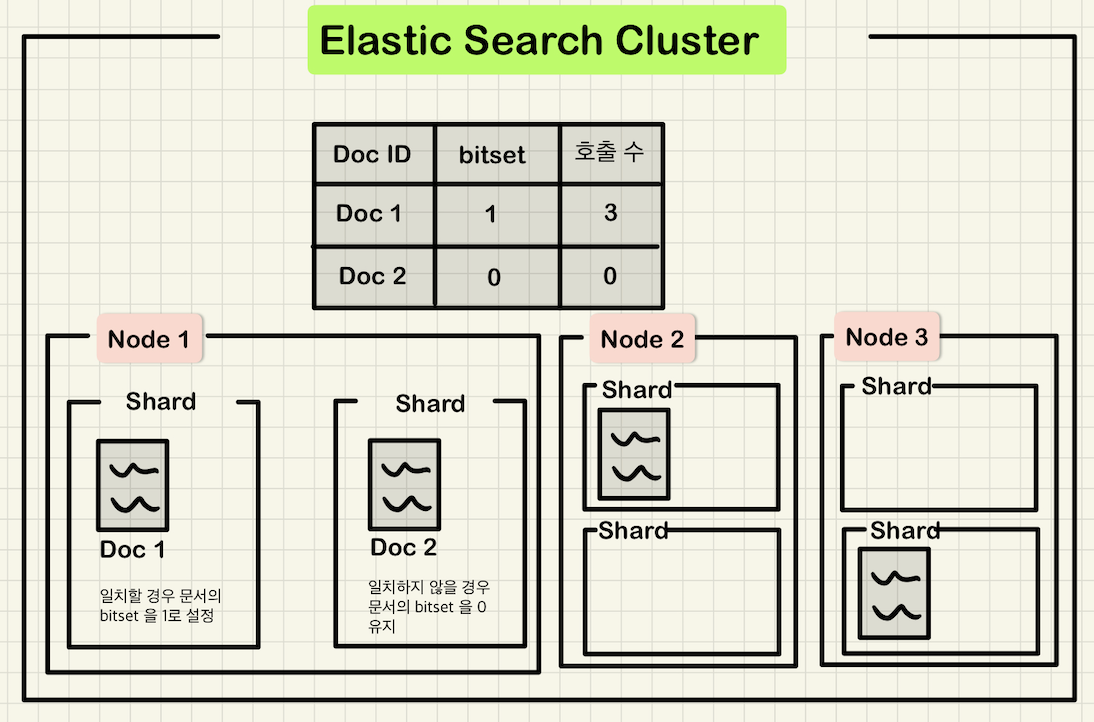 Elastic Search Cluster
Doc ID bitset 호출 수
Doc 1 1 3
Doc 2 0 0
Node 1
Shard
Doc 1
일치할 경우 문서의
bitset 을 1로 설정
Shard
Doc 2
일치하지 않을 경우
문서의 bitset 을 0
유지
Node 2
Shard
Shard
Node 3
Shard
Shard